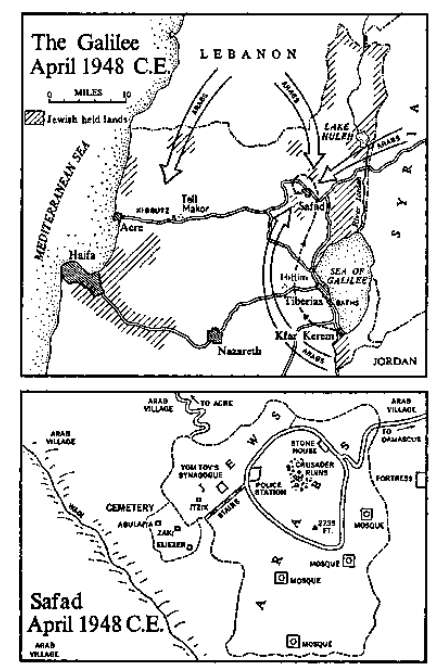 The Galilee
April 1948 C.E.
MILES
0 10
Jewish held lands
LEBANON
ARABS
ARABS
LAKE
HULEH
ARABS
SYRIA
MEDITERRANEAN SEA
KIBBUTZ
Tell
Makor
Safad
Acre
Haifa
SEA OF
GALILEE
Tiberias
BATHS
Nazareth
Kfar Kerem
ARABS
JORDAN
ARAB
VILLAGE
TO ACRE
ARAB
VILLAGE
ARAB
VILLAGE
TO
DAMASCUS
JEWS
STONE
HOUSE
YOM TOV'S
SYNAGOGUE
CRUSADER
RUINS
FORTRESS
POLICE
STATION
ITZIK
CEMETERY
STAIRS
ABULAFIA
ZAKI
ELIEZER
WADI
ARABS
FT.
MOSQUE
MOSQUE
MOSQUE
MOSQUE
Safad
April 1948 C.E.
ARAB
VILLAGE